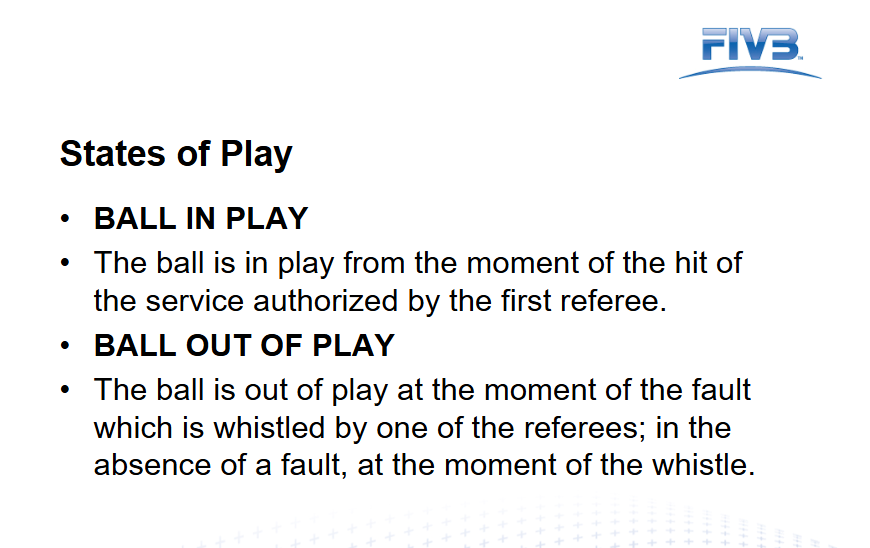 FIVB™
States of Play
• BALL IN PLAY
• The ball is in play from the moment of the hit of
the service authorized by the first referee.
• BALL OUT OF PLAY
• The ball is out of play at the moment of the fault
which is whistled by one of the referees; in the
absence of a fault, at the moment of the whistle.